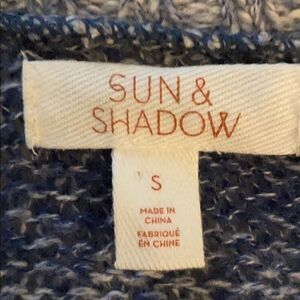 SUN &
SHADOW
S
MADE IN
CHINA
FABRIQUÉ
EN CHINE